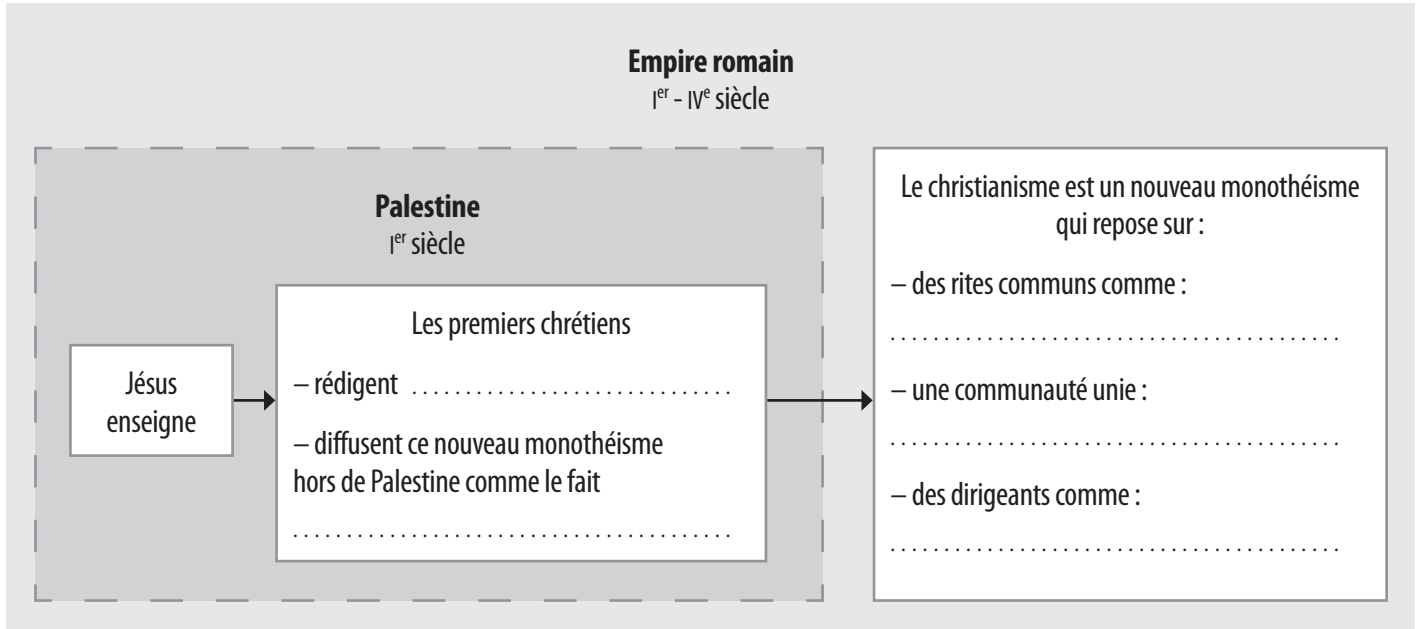 Empire romain
Ier - IVe siècle
Palestine
Ier siècle
Jésus
enseigne
Les premiers chrétiens
– rédigent ..............................
– diffusent ce nouveau monothéisme
hors de Palestine comme le fait
.........................................
Le christianisme est un nouveau monothéisme
qui repose sur :
– des rites communs comme :
..........................................
– une communauté unie :
..........................................
– des dirigeants comme :
..........................................